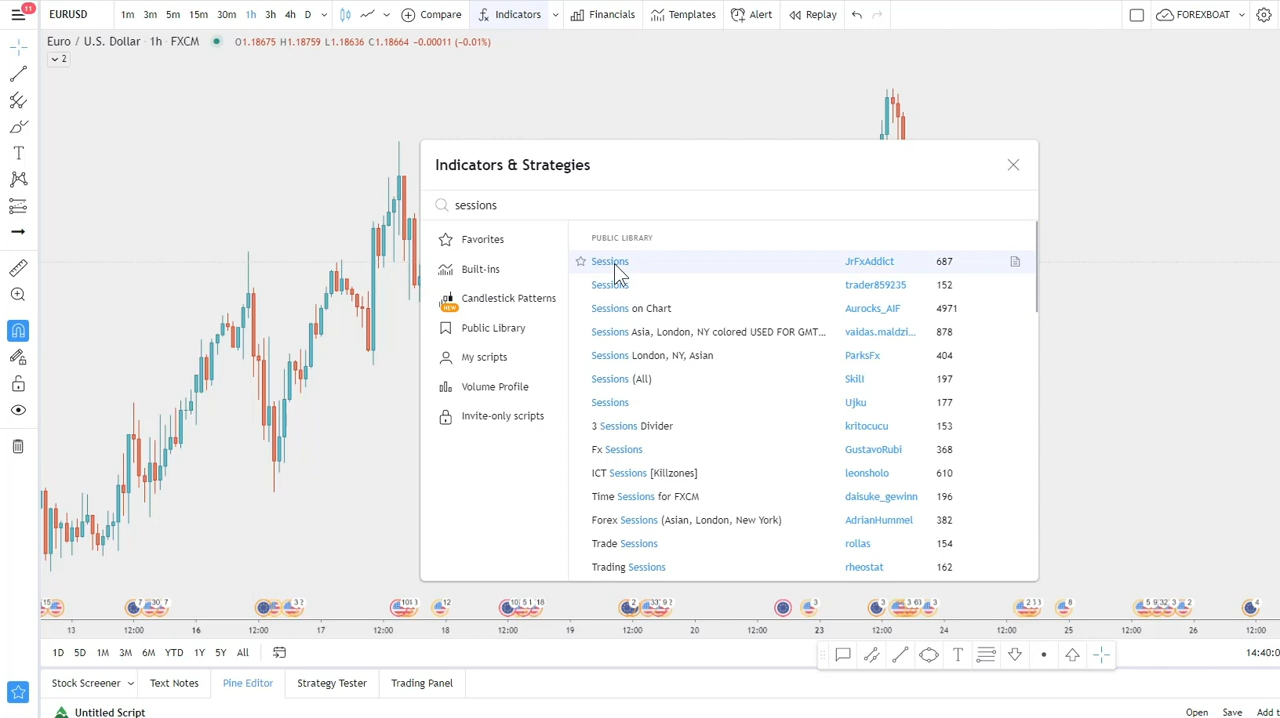 11
EURUSD
1m 3m 5m 15m 30m 1h 3h 4h D
Compare
Indicators
Financials
Templates
Alert
Replay
FOREXBOAT
Euro / U.S. Dollar · 1h · FXCM
O1.18675 H1.18759 L1.18636 C1.18664 −0.00011 (−0.01%)
2
Indicators & Strategies
sessions
Favorites
Built-ins
Candlestick Patterns
NEW
Public Library
My scripts
Volume Profile
Invite-only scripts
PUBLIC LIBRARY
Sessions JrFxAddict 687
Sessions trader859235 152
Sessions on Chart Aurocks_AIF 4971
Sessions Asia, London, NY colored USED FOR GMT... vaidas.maldzi... 878
Sessions London, NY, Asian ParksFx 404
Sessions (All) 197
Sessions Ujku 177
3 Sessions Divider kritocucu 153
Fx Sessions GustavoRubi 368
ICT Sessions [Killzones] leonsholo 610
Time Sessions for FXCM daisuke_gewinn 196
Forex Sessions (Asian, London, New York) AdrianHummel 382
Trade Sessions rollas 154
Trading Sessions rheostat 162
13 12:00 16 12:00 17 12:00 18 12:00 19 12:00 20 12:00 23 12:00 24 12:00 25 12:00 26 12:00
1D 5D 1M 3M 6M YTD 1Y 5Y All
14:40:0
Stock Screener
Text Notes
Pine Editor
Strategy Tester
Trading Panel
Untitled Script
Open Save Add t